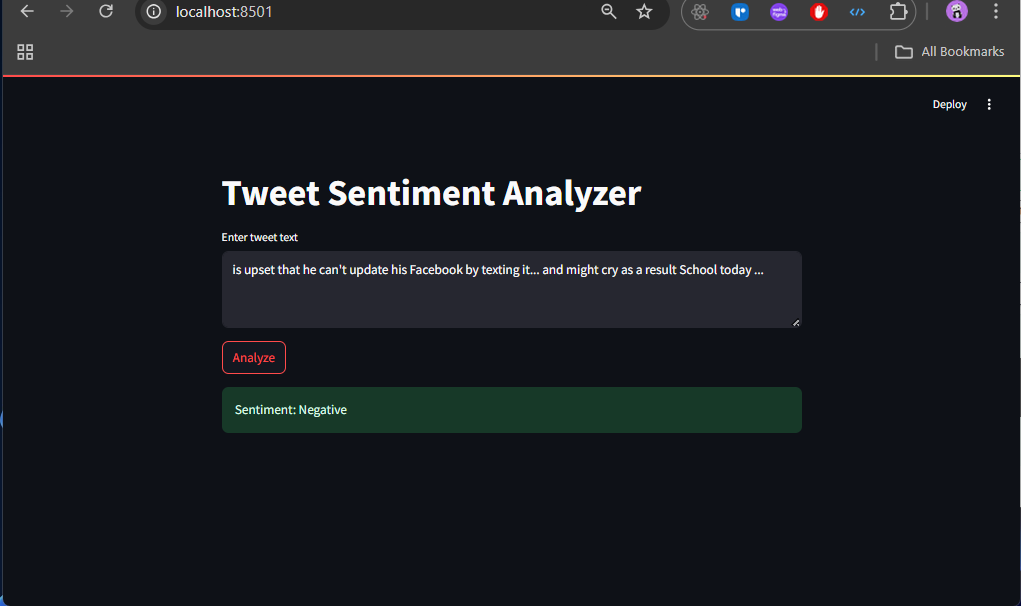 localhost:8501
All Bookmarks
Deploy
Tweet Sentiment Analyzer
Enter tweet text
is upset that he can't update his Facebook by texting it... and might cry as a result School today ...
Analyze
Sentiment: Negative